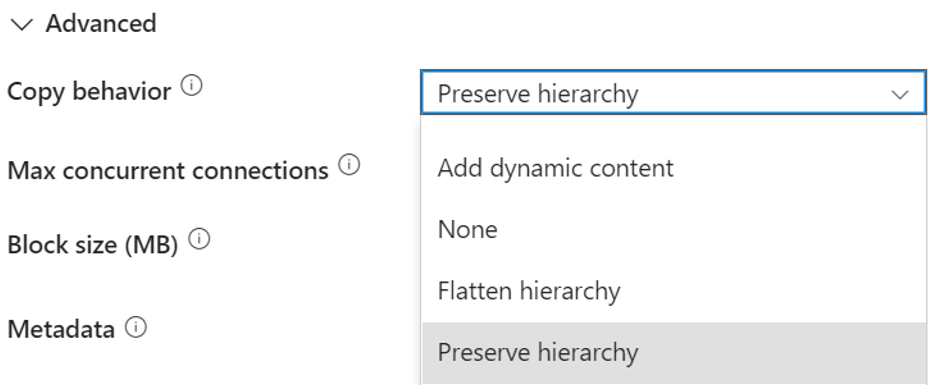 Advanced
Copy behavior
Preserve hierarchy
Add dynamic content
Max concurrent connections
None
Block size (MB)
Flatten hierarchy
Metadata
Preserve hierarchy